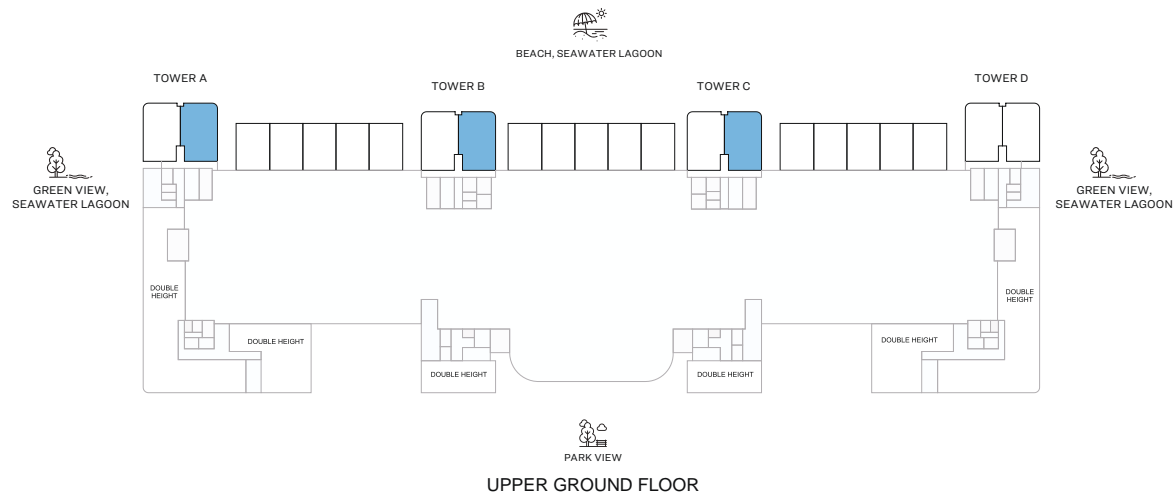 BEACH, SEAWATER LAGOON
TOWER A
TOWER B
TOWER C
TOWER D
GREEN VIEW,
SEAWATER LAGOON
GREEN VIEW,
SEAWATER LAGOON
DOUBLE
HEIGHT
DOUBLE
HEIGHT
DOUBLE HEIGHT
DOUBLE HEIGHT
DOUBLE HEIGHT
DOUBLE HEIGHT
PARK VIEW
UPPER GROUND FLOOR